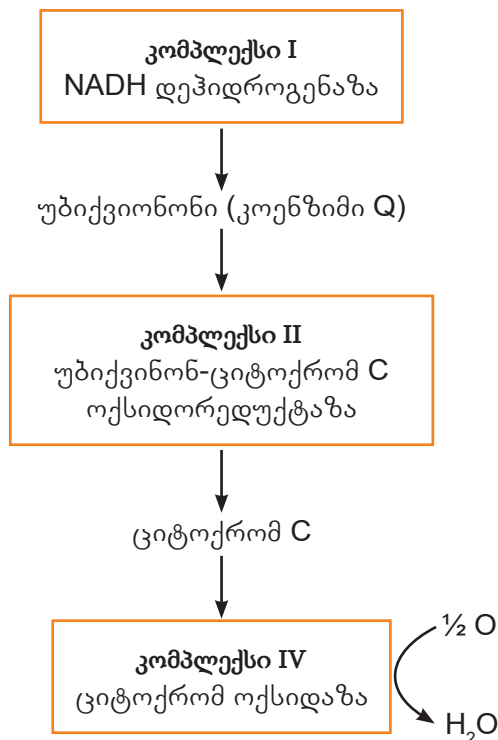 კომპლექსი I
NADH დეჰიდროგენაზა
უბიქვიონონი (კოენზიმი Q)
კომპლექსი II
უბიქვინონ-ციტოქრომ C
ოქსიდორედუქტაზა
ციტოქრომ C
½ O
კომპლექსი IV
ციტოქრომ ოქსიდაზა
H₂O